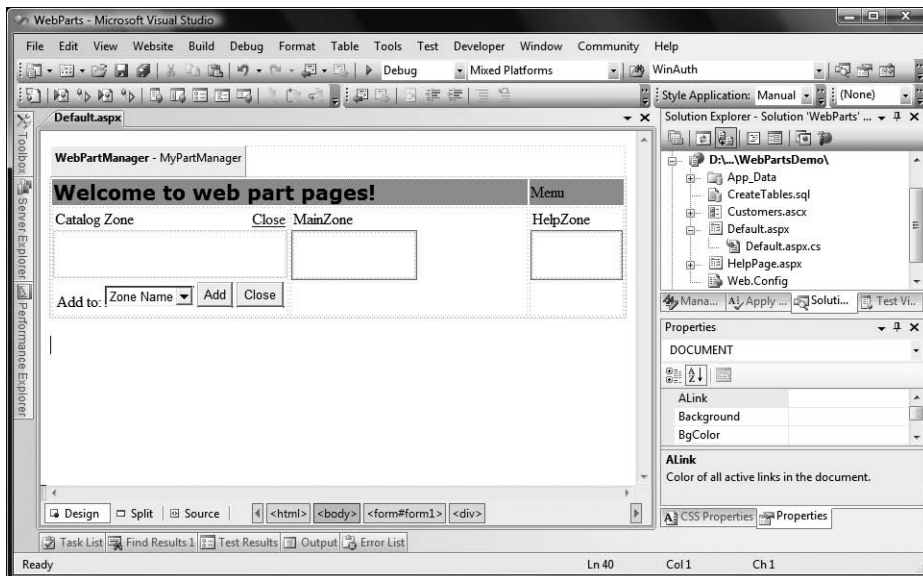 WebParts - Microsoft Visual Studio
File Edit View Website Build Debug Format Table Tools Test Developer Window Community Help
Debug Mixed Platforms WinAuth
Style Application: Manual (None)
Toolbox
Server Explorer
Performance Explorer
Default.aspx
WebPartManager - MyPartManager
Welcome to web part pages! Menu
Catalog Zone Close MainZone HelpZone
Add to: Zone Name Add Close
Design Split Source <html> <body> <form#form1> <div>
Solution Explorer - Solution 'WebParts' ...
D:\...\WebPartsDemo\
App_Data
CreateTables.sql
Customers.ascx
Default.aspx
Default.aspx.cs
HelpPage.aspx
Web.Config
Mana... Apply ... Soluti... Test Vi...
Properties
DOCUMENT
ALink
Background
BgColor
ALink
Color of all active links in the document.
CSS Properties Properties
Task List Find Results 1 Test Results Output Error List
Ready Ln 40 Col 1 Ch 1